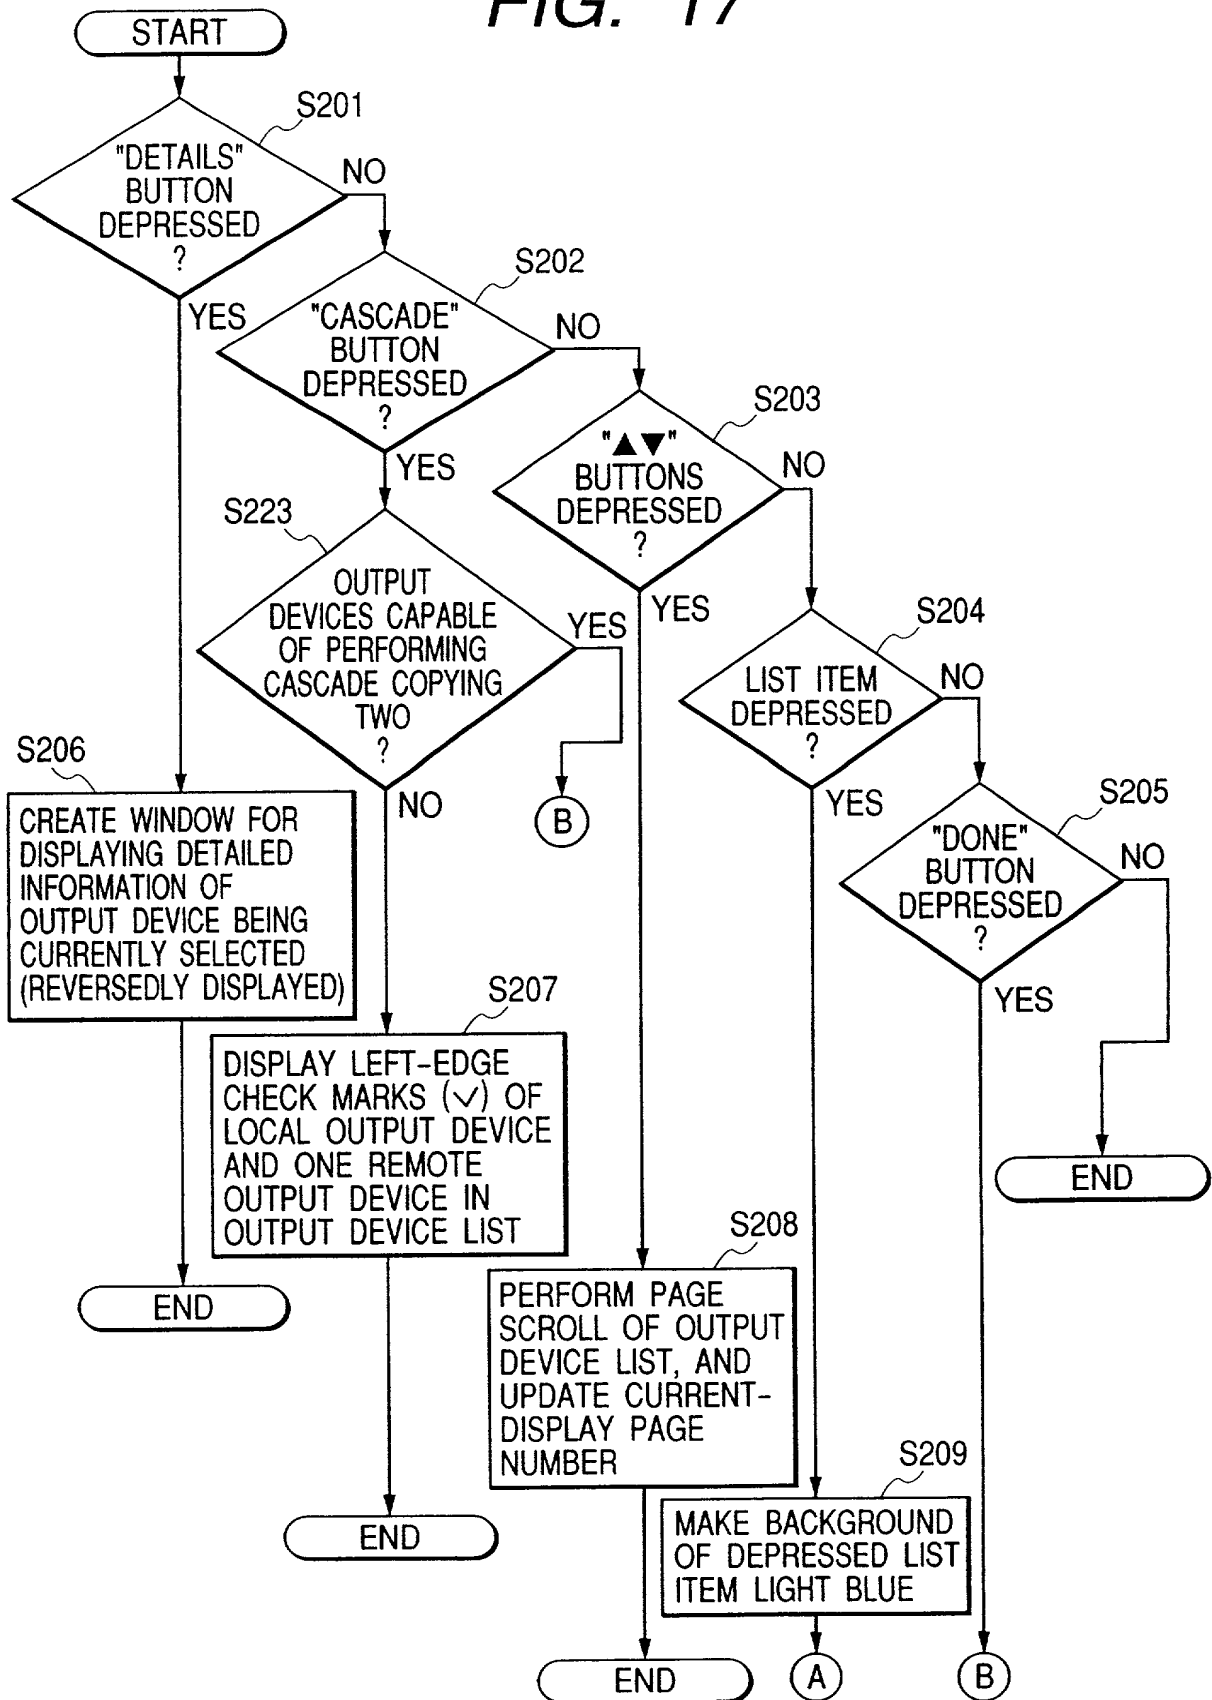 FIG. 17
START
S201
"DETAILS"
BUTTON
DEPRESSED
?
NO
YES
S202
"CASCADE"
BUTTON
DEPRESSED
?
NO
YES
S203
"▲▼"
BUTTONS
DEPRESSED
?
NO
YES
S223
OUTPUT
DEVICES CAPABLE
OF PERFORMING
CASCADE COPYING
TWO
?
YES
NO
B
S204
LIST ITEM
DEPRESSED
?
NO
YES
S205
"DONE"
BUTTON
DEPRESSED
?
NO
YES
END
S206
CREATE WINDOW FOR
DISPLAYING DETAILED
INFORMATION OF
OUTPUT DEVICE BEING
CURRENTLY SELECTED
(REVERSEDLY DISPLAYED)
END
S207
DISPLAY LEFT-EDGE
CHECK MARKS (✓) OF
LOCAL OUTPUT DEVICE
AND ONE REMOTE
OUTPUT DEVICE IN
OUTPUT DEVICE LIST
END
S208
PERFORM PAGE
SCROLL OF OUTPUT
DEVICE LIST, AND
UPDATE CURRENT-
DISPLAY PAGE
NUMBER
END
S209
MAKE BACKGROUND
OF DEPRESSED LIST
ITEM LIGHT BLUE
A
B